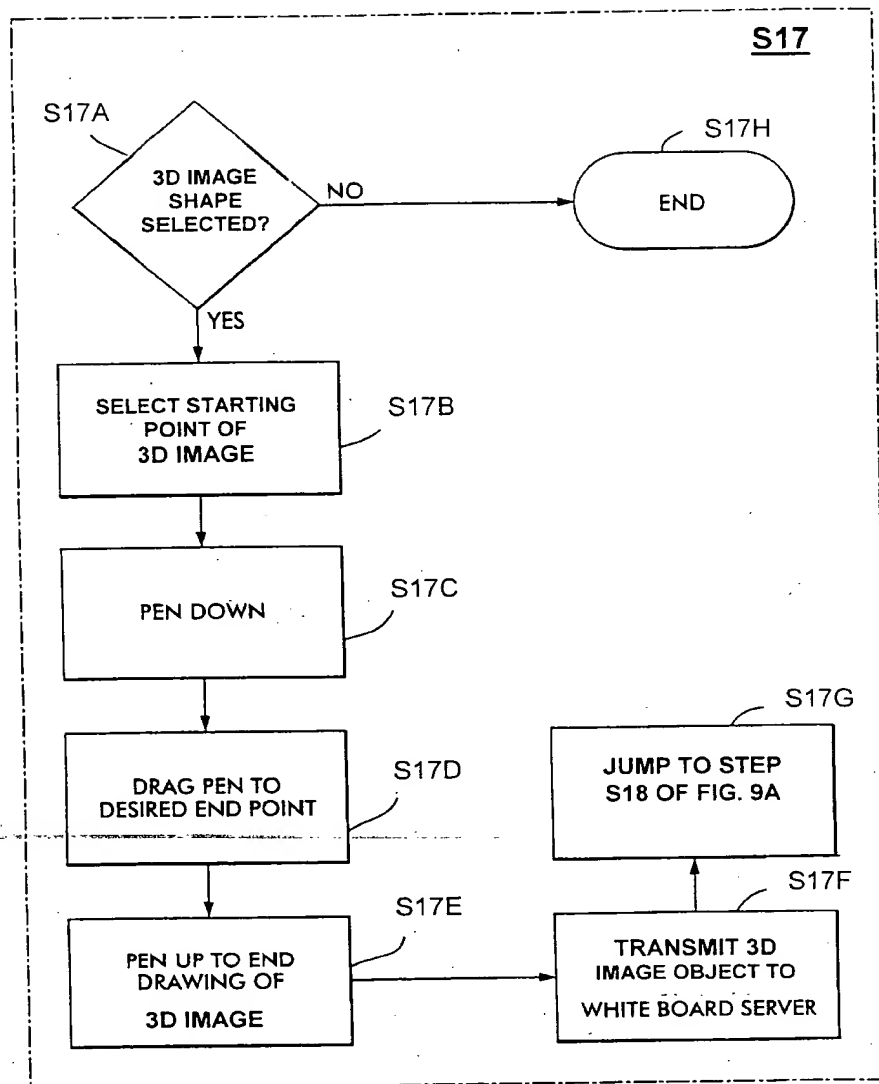 S17
S17A
3D IMAGE
SHAPE
SELECTED?
NO
S17H
END
YES
SELECT STARTING
POINT OF
3D IMAGE
S17B
PEN DOWN
S17C
DRAG PEN TO
DESIRED END POINT
S17D
PEN UP TO END
DRAWING OF
3D IMAGE
S17E
S17G
JUMP TO STEP
S18 OF FIG. 9A
S17F
TRANSMIT 3D
IMAGE OBJECT TO
WHITE BOARD SERVER